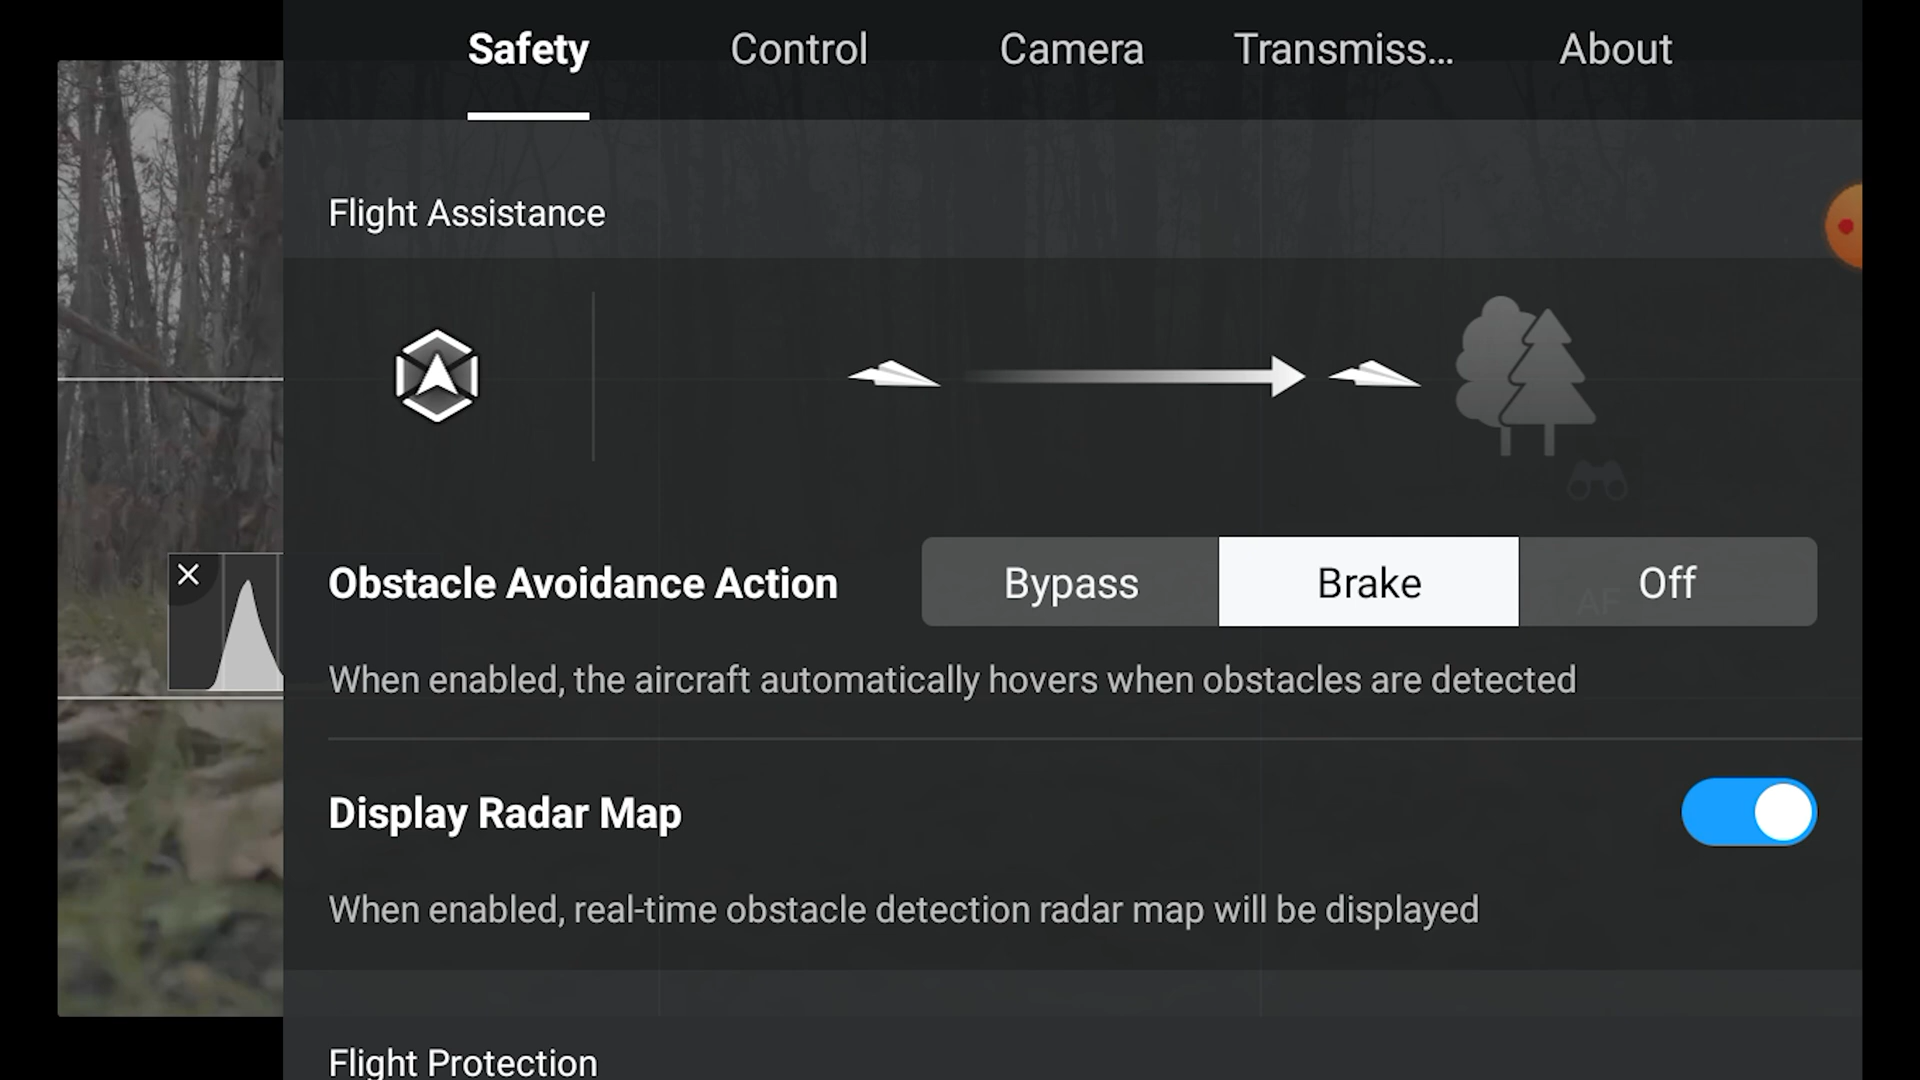 Safety Control Camera Transmiss... About
Flight Assistance
Obstacle Avoidance Action Bypass Brake Off
AF
When enabled, the aircraft automatically hovers when obstacles are detected
Display Radar Map
When enabled, real-time obstacle detection radar map will be displayed
Flight Protection